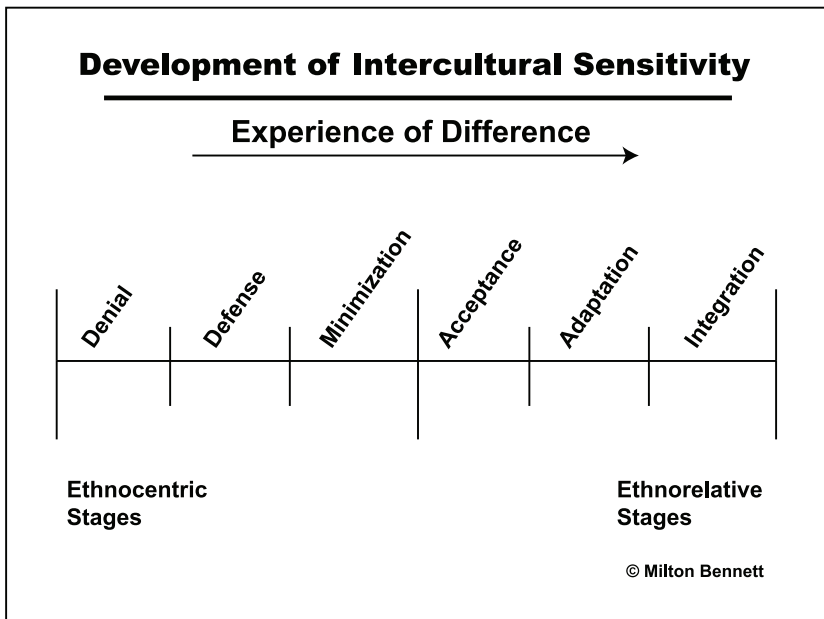 Development of Intercultural Sensitivity
Experience of Difference
Denial
Defense
Minimization
Acceptance
Adaptation
Integration
Ethnocentric
Stages
Ethnorelative
Stages
© Milton Bennett